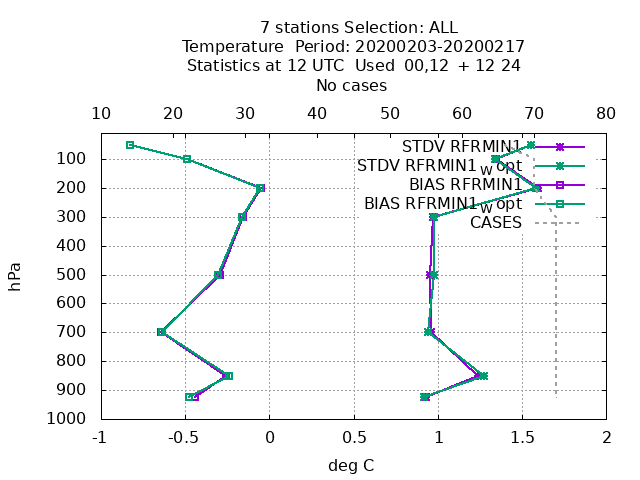 7 stations Selection: ALL
Temperature  Period: 20200203-20200217
Statistics at 12 UTC  Used  00,12  + 12 24
No cases
10 20 30 40 50 60 70 80
STDV RFRMIN1
STDV RFRMIN1_w opt
BIAS RFRMIN1
BIAS RFRMIN1_w opt
CASES
100
200
300
400
500
600
700
800
900
1000
hPa
-1 -0.5 0 0.5 1 1.5 2
deg C